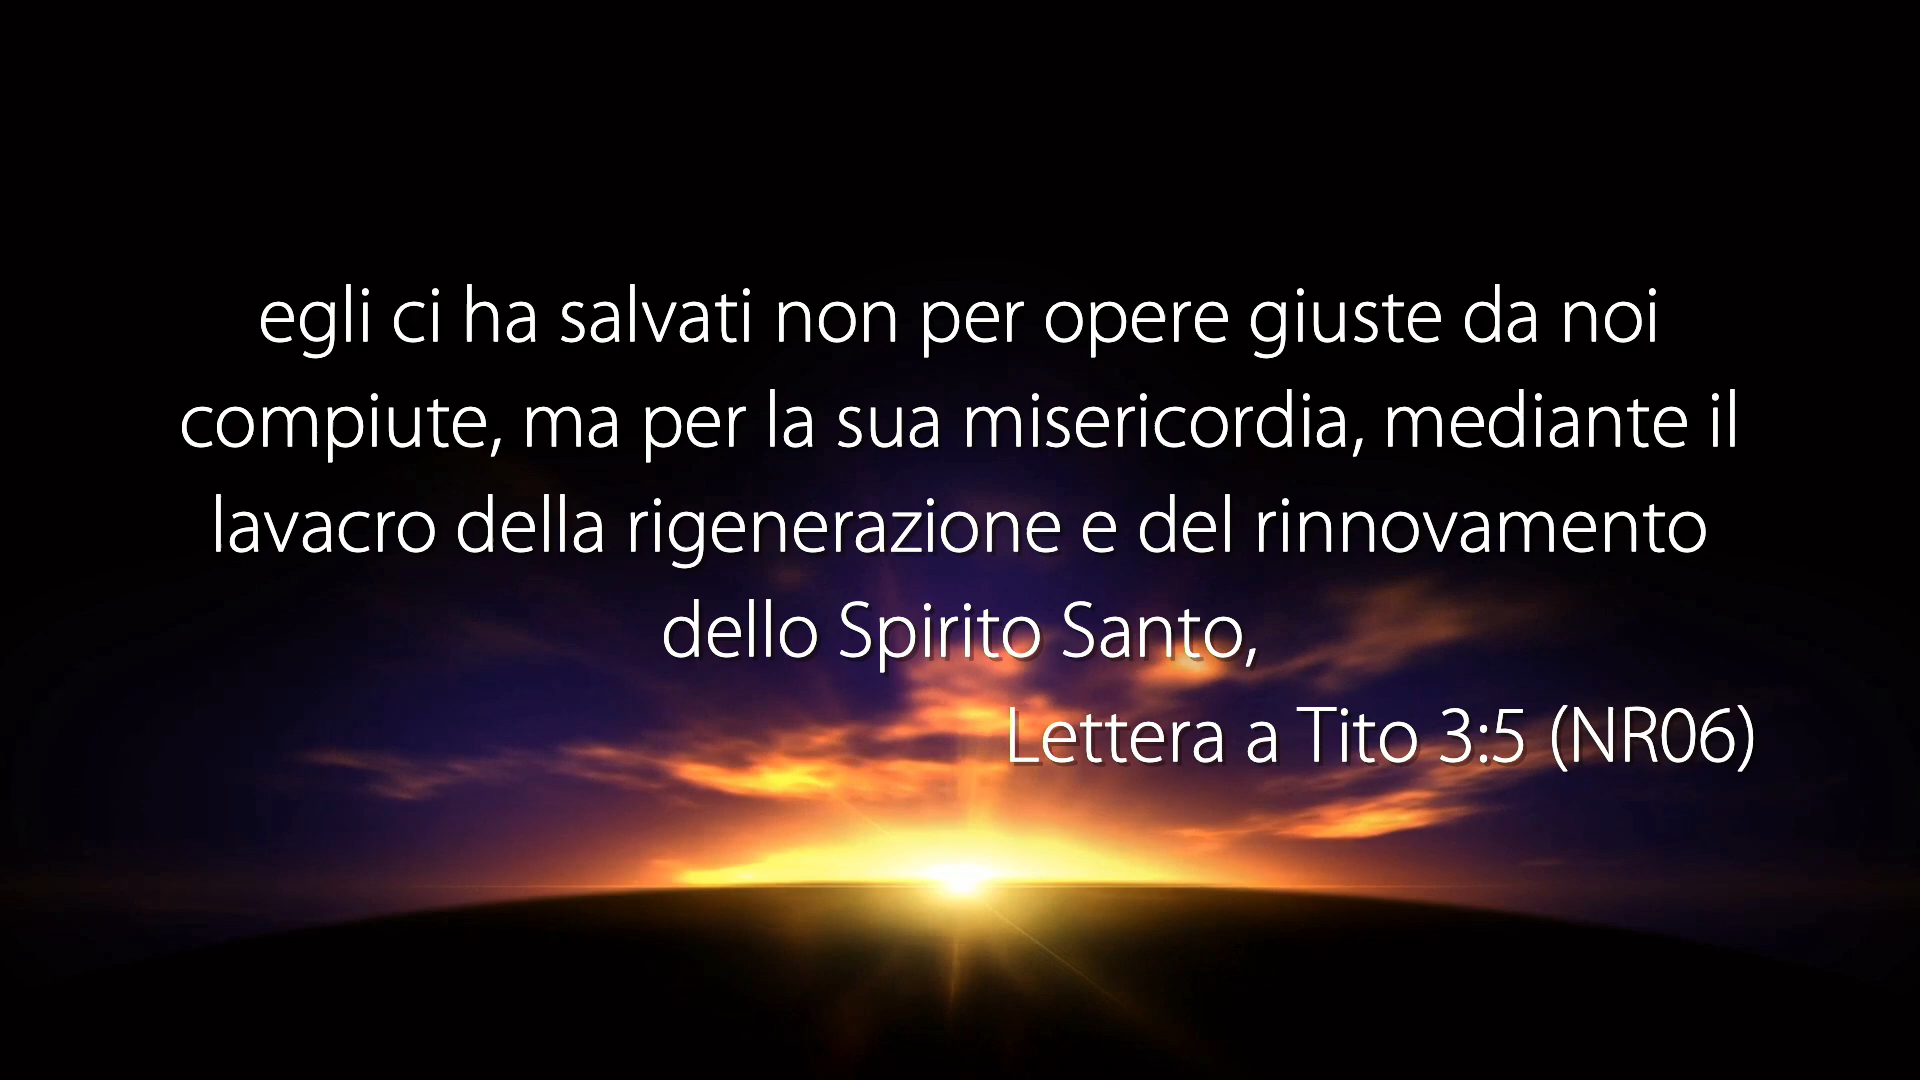 egli ci ha salvati non per opere giuste da noi
compiute, ma per la sua misericordia, mediante il
lavacro della rigenerazione e del rinnovamento
dello Spirito Santo,
Lettera a Tito 3:5 (NR06)